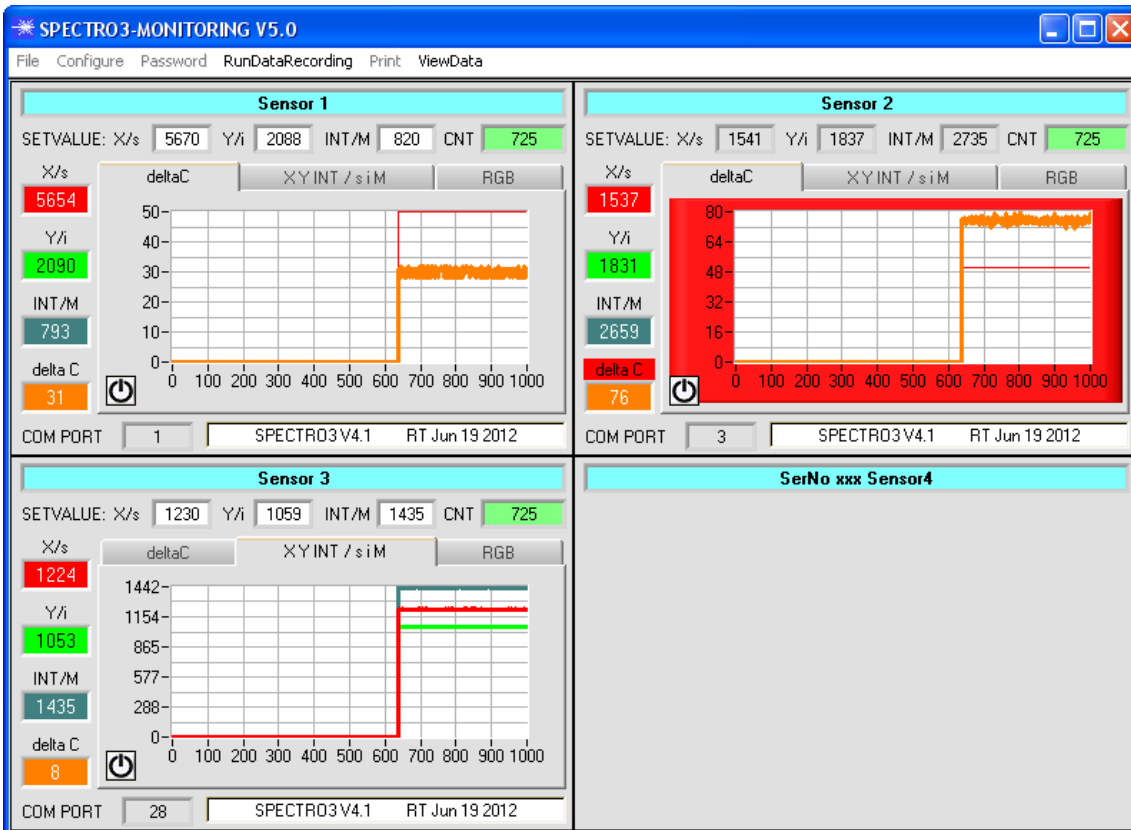 SPECTRO3-MONITORING V5.0
File Configure Password RunDataRecording Print ViewData
Sensor 1
SETVALUE: X/s 5670 Y/i 2088 INT/M 820 CNT 725
X/s
5654
Y/i
2090
INT/M
793
delta C
31
deltaC XYINT / siM RGB
50
40
30
20
10
0
0 100 200 300 400 500 600 700 800 900 1000
COM PORT 1 SPECTRO3 V4.1 RT Jun 19 2012
Sensor 2
SETVALUE: X/s 1541 Y/i 1837 INT/M 2735 CNT 725
X/s
1537
Y/i
1831
INT/M
2659
delta C
76
deltaC XYINT / siM RGB
80
64
48
32
16
0
0 100 200 300 400 500 600 700 800 900 1000
COM PORT 3 SPECTRO3 V4.1 RT Jun 19 2012
Sensor 3
SETVALUE: X/s 1230 Y/i 1059 INT/M 1435 CNT 725
X/s
1224
Y/i
1053
INT/M
1435
delta C
8
deltaC XYINT / siM RGB
1442
1154
865
577
288
0
0 100 200 300 400 500 600 700 800 900 1000
COM PORT 28 SPECTRO3 V4.1 RT Jun 19 2012
SerNo xxx Sensor4